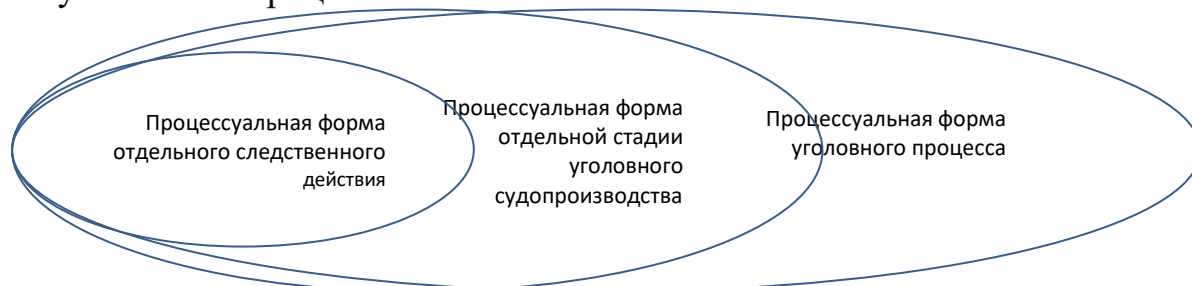 Процессуальная форма
отдельного следственного
действия
Процессуальная форма
отдельной стадии
уголовного
судопроизводства
Процессуальная форма
уголовного процесса